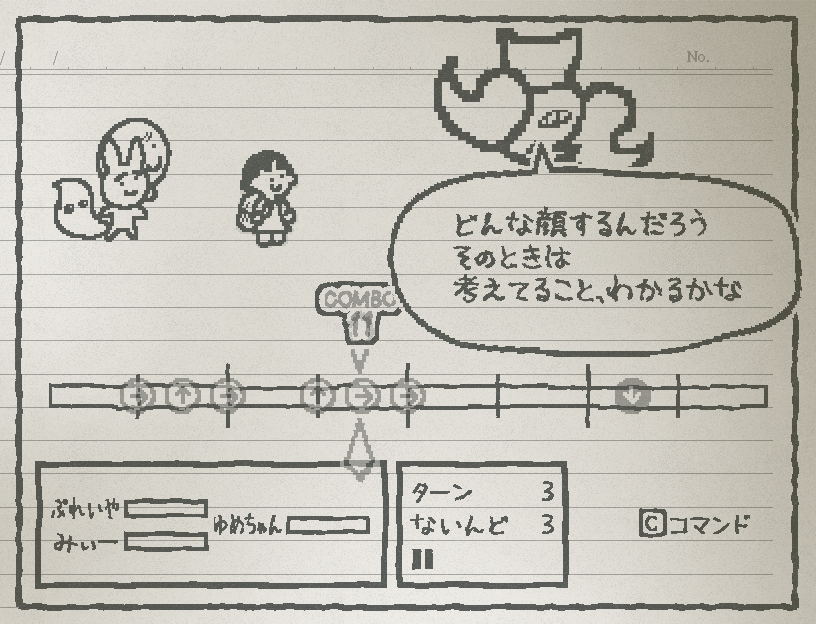 No.
どんな顔するんだろう
そのときは
考えてること、わかるかな
COMBO
11
ぷれいや
みぃー
ゆめちゃん
ターン 3
ないんど 3
C コマンド